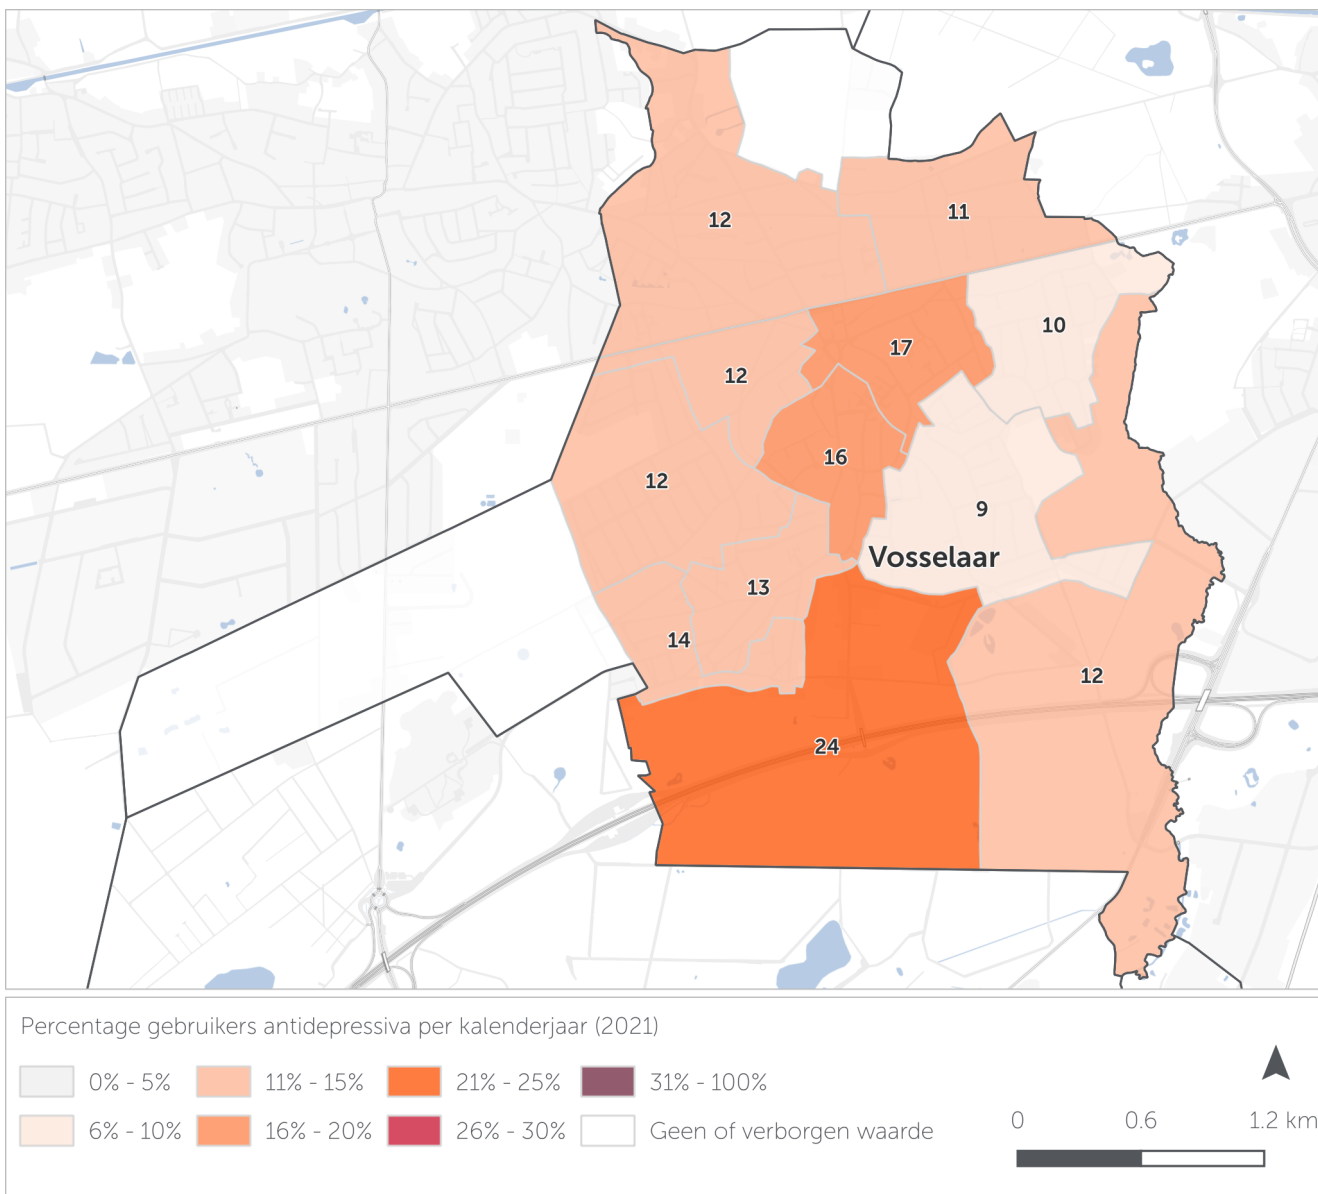 12
11
10
17
12
16
12
9
Vosselaar
13
14
12
24
Percentage gebruikers antidepressiva per kalenderjaar (2021)
0% - 5% 11% - 15% 21% - 25% 31% - 100%
6% - 10% 16% - 20% 26% - 30% Geen of verborgen waarde
0 0.6 1.2 km